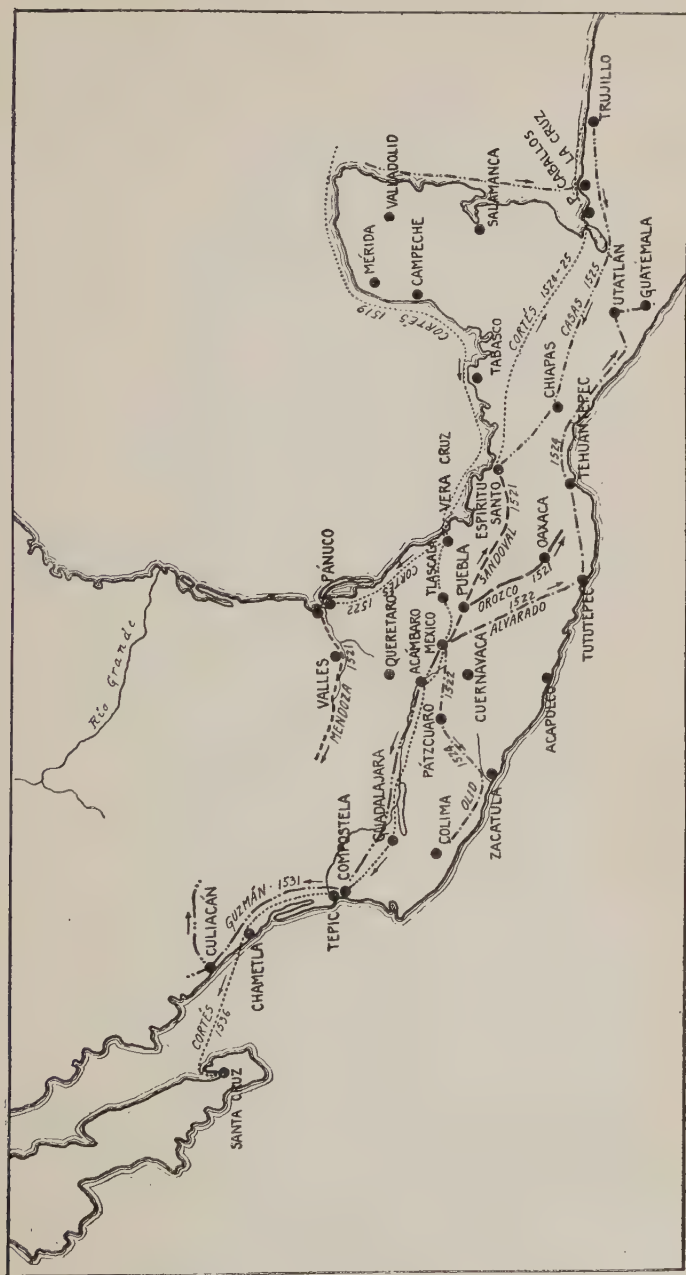 Rio Grande
SANTA CRUZ
CORTÉS
1536
CULIACÁN
GUZMÁN - 1531
CHAMETLA
TEPIC
COMPOSTELA
GUADALAJARA
COLIMA
OLID
ZACATULA
PÁTZCUARO
1522
ACÁMBARO
MEXICO
CUERNAVACA
ACAPULCO
QUERETARO
VALLES
MENDOZA
1521
PÁNUCO
CORTÉS
1522
TLASCALA
VERA CRUZ
PUEBLA
SANDOVAL
1521
OROZCO
1521
1522
ALVARADO
OAXACA
TUTUTEPEC
TEHUANTEPEC
1524
ESPIRITU
SANTO
TABASCO
CHIAPAS
CORTÉS
1519
MÉRIDA
CAMPECHE
VALLADOLID
SALAMANCA
CORTÉS 1524-25
CASAS 1525
UTATLÁN
GUATEMALA
P. CABALLOS
LA CRUZ
TRUJILLO